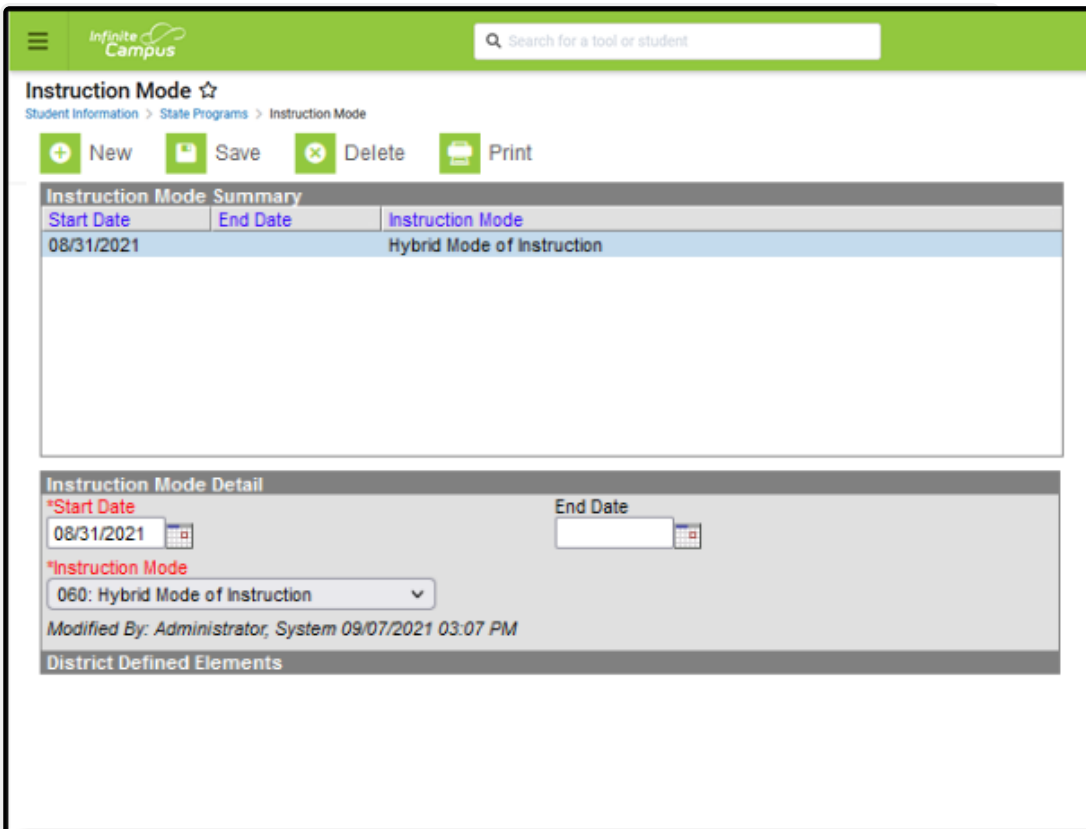 Infinite
Campus
Search for a tool or student
Instruction Mode
Student Information > State Programs > Instruction Mode
New Save Delete Print
Instruction Mode Summary
Start Date End Date Instruction Mode
08/31/2021 Hybrid Mode of Instruction
Instruction Mode Detail
*Start Date End Date
08/31/2021
*Instruction Mode
060: Hybrid Mode of Instruction
Modified By: Administrator, System 09/07/2021 03:07 PM
District Defined Elements